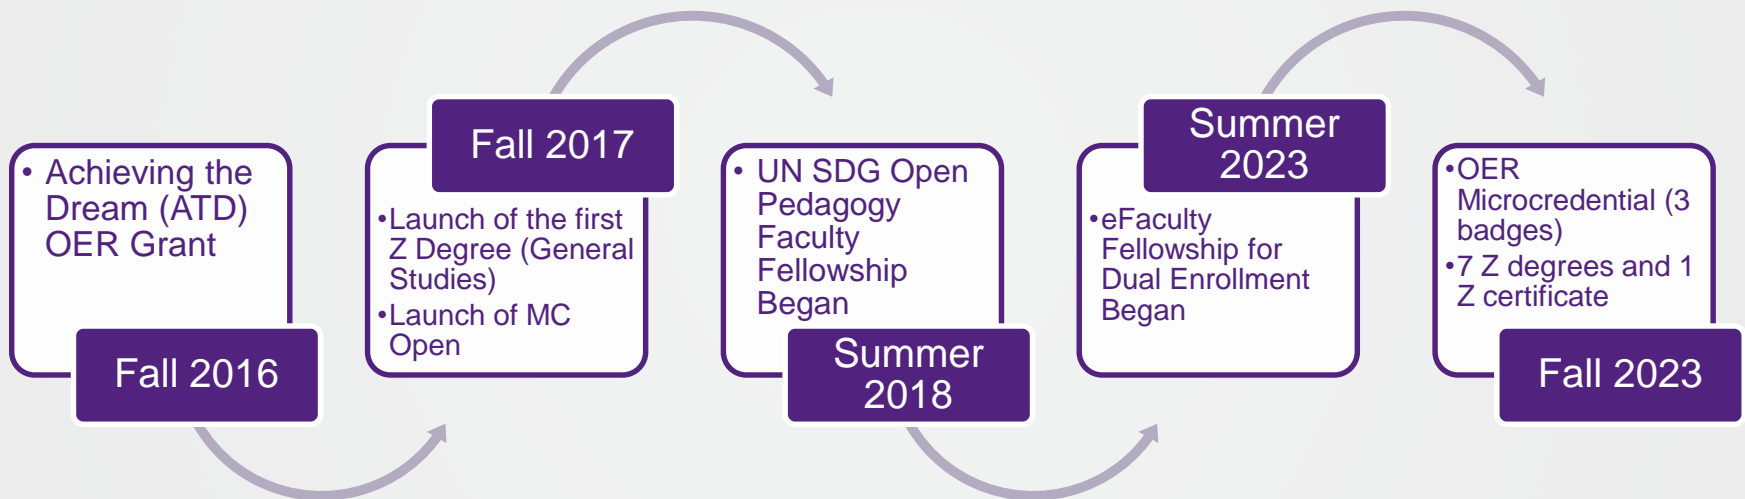 • Achieving the
Dream (ATD)
OER Grant
Fall 2016
Fall 2017
•Launch of the first
Z Degree (General
Studies)
•Launch of MC
Open
• UN SDG Open
Pedagogy
Faculty
Fellowship
Began
Summer
2018
Summer
2023
•eFaculty
Fellowship for
Dual Enrollment
Began
•OER
Microcredential (3
badges)
•7 Z degrees and 1
Z certificate
Fall 2023